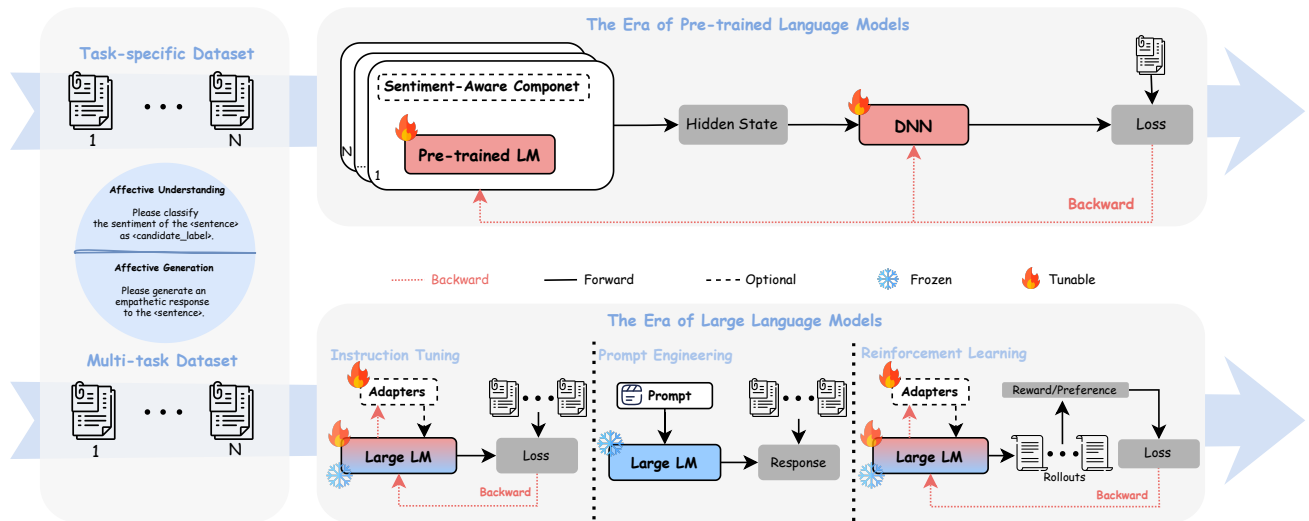 Task-specific Dataset
1
N
Affective Understanding
Please classify
the sentiment of the <sentence>
as <candidate_label>.
Affective Generation
Please generate an
empathetic response
to the <sentence>.
Multi-task Dataset
1
N
The Era of Pre-trained Language Models
Sentiment-Aware Componet
Pre-trained LM
N
...
1
Hidden State
DNN
Loss
Backward
Backward
Forward
Optional
Frozen
Tunable
The Era of Large Language Models
Instruction Tuning
Adapters
Large LM
Loss
Backward
Prompt Engineering
Prompt
Large LM
Response
Reinforcement Learning
Adapters
Large LM
Reward/Preference
Rollouts
Loss
Backward